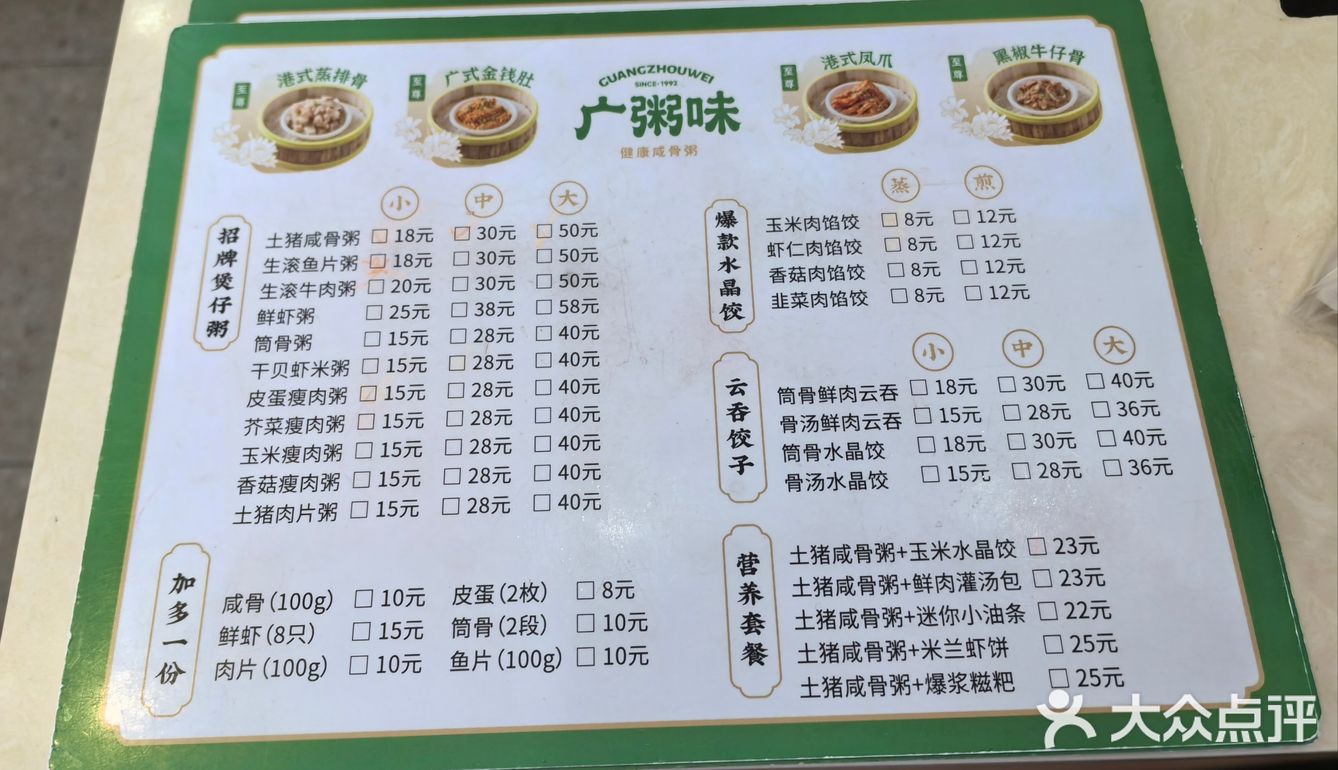 至尊 港式蒸排骨
至尊 广式金钱肚
GUANGZHOUWEI
SINCE·1993
广粥味
健康咸骨粥
至尊 港式凤爪
至尊 黑椒牛仔骨
招牌煲仔粥
小 中 大
土猪咸骨粥 18元 30元 50元
生滚鱼片粥 18元 30元 50元
生滚牛肉粥 20元 30元 50元
鲜虾粥 25元 38元 58元
筒骨粥 15元 28元 40元
干贝虾米粥 15元 28元 40元
皮蛋瘦肉粥 15元 28元 40元
芥菜瘦肉粥 15元 28元 40元
玉米瘦肉粥 15元 28元 40元
香菇瘦肉粥 15元 28元 40元
土猪肉片粥 15元 28元 40元
加多一份
咸骨(100g) 10元 皮蛋(2枚) 8元
鲜虾(8只) 15元 筒骨(2段) 10元
肉片(100g) 10元 鱼片(100g) 10元
爆款水晶饺
蒸 煎
玉米肉馅饺 8元 12元
虾仁肉馅饺 8元 12元
香菇肉馅饺 8元 12元
韭菜肉馅饺 8元 12元
云吞饺子
小 中 大
筒骨鲜肉云吞 18元 30元 40元
骨汤鲜肉云吞 15元 28元 36元
筒骨水晶饺 18元 30元 40元
骨汤水晶饺 15元 28元 36元
营养套餐
土猪咸骨粥+玉米水晶饺 23元
土猪咸骨粥+鲜肉灌汤包 23元
土猪咸骨粥+迷你小油条 22元
土猪咸骨粥+米兰虾饼 25元
土猪咸骨粥+爆浆糍粑 25元
大众点评